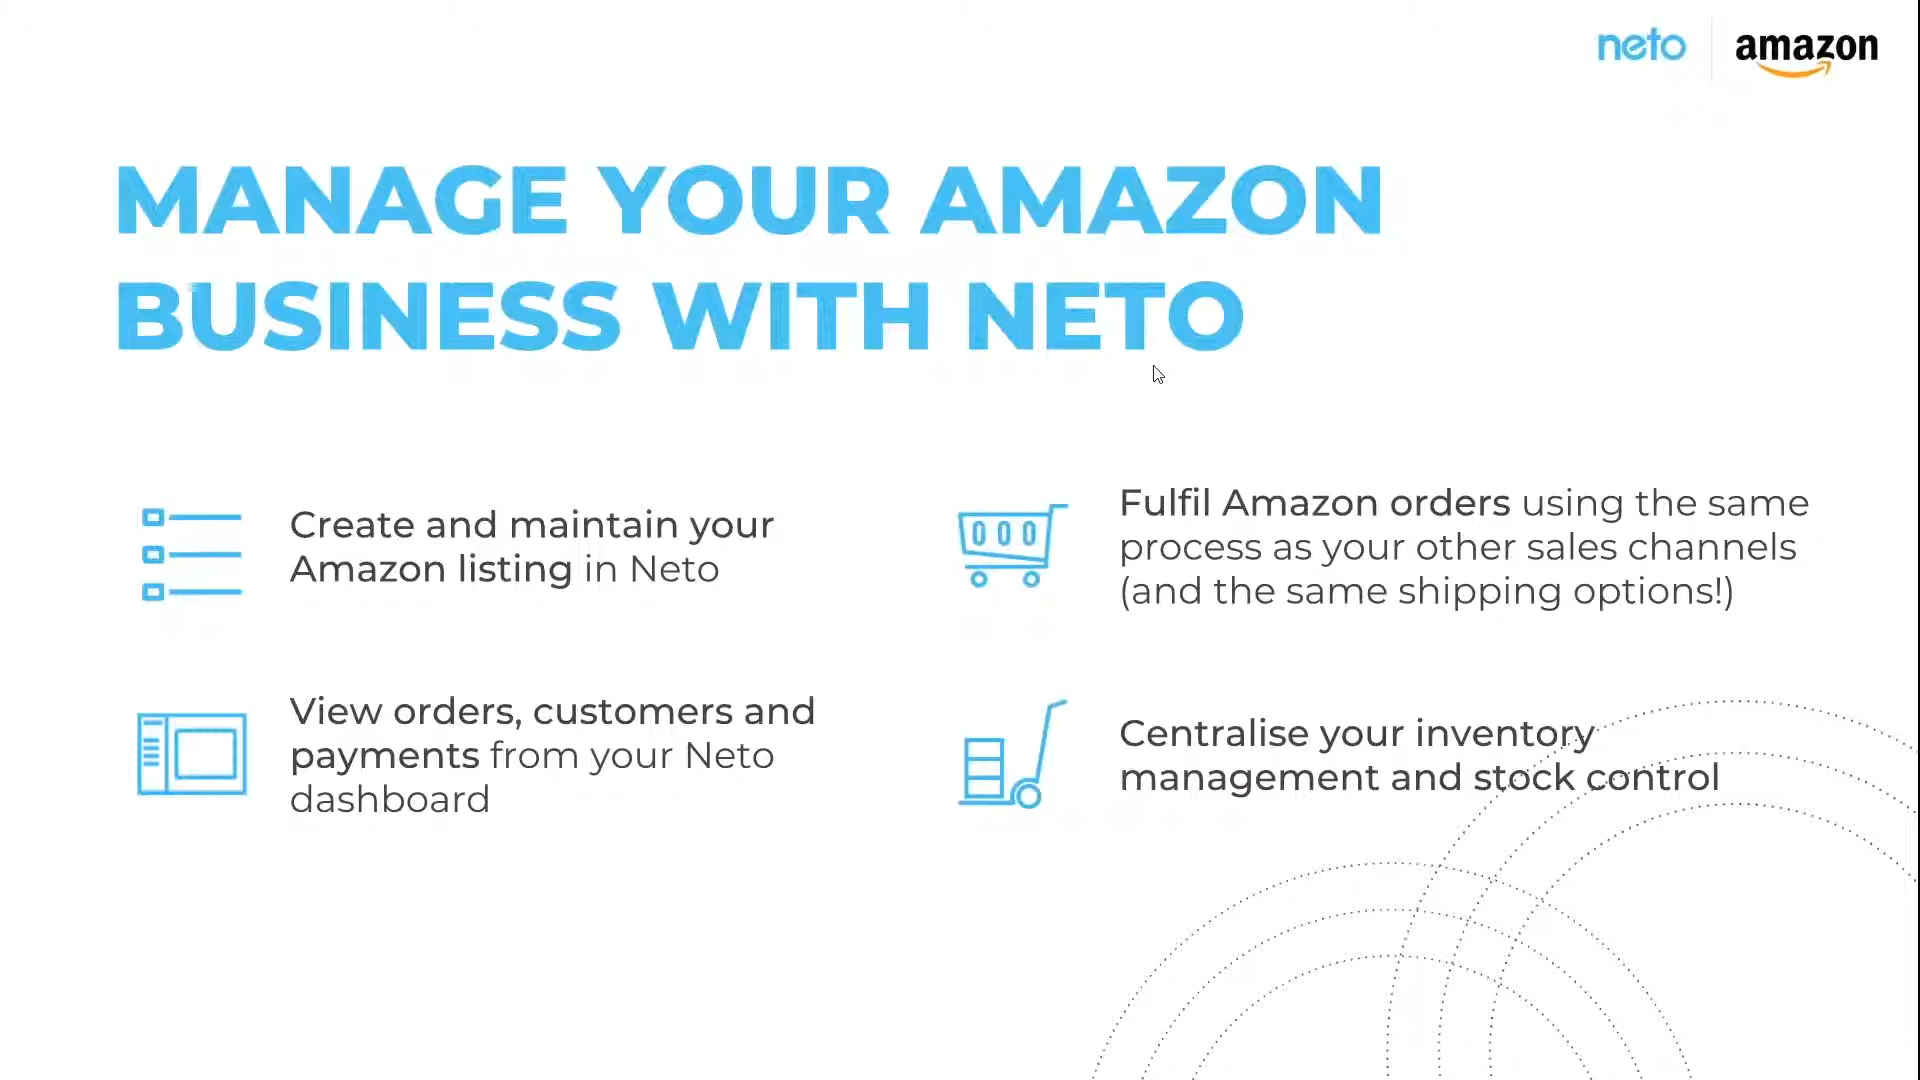 neto
amazon
MANAGE YOUR AMAZON
BUSINESS WITH NETO
Create and maintain your
Amazon listing in Neto
Fulfil Amazon orders using the same
process as your other sales channels
(and the same shipping options!)
View orders, customers and
payments from your Neto
dashboard
Centralise your inventory
management and stock control